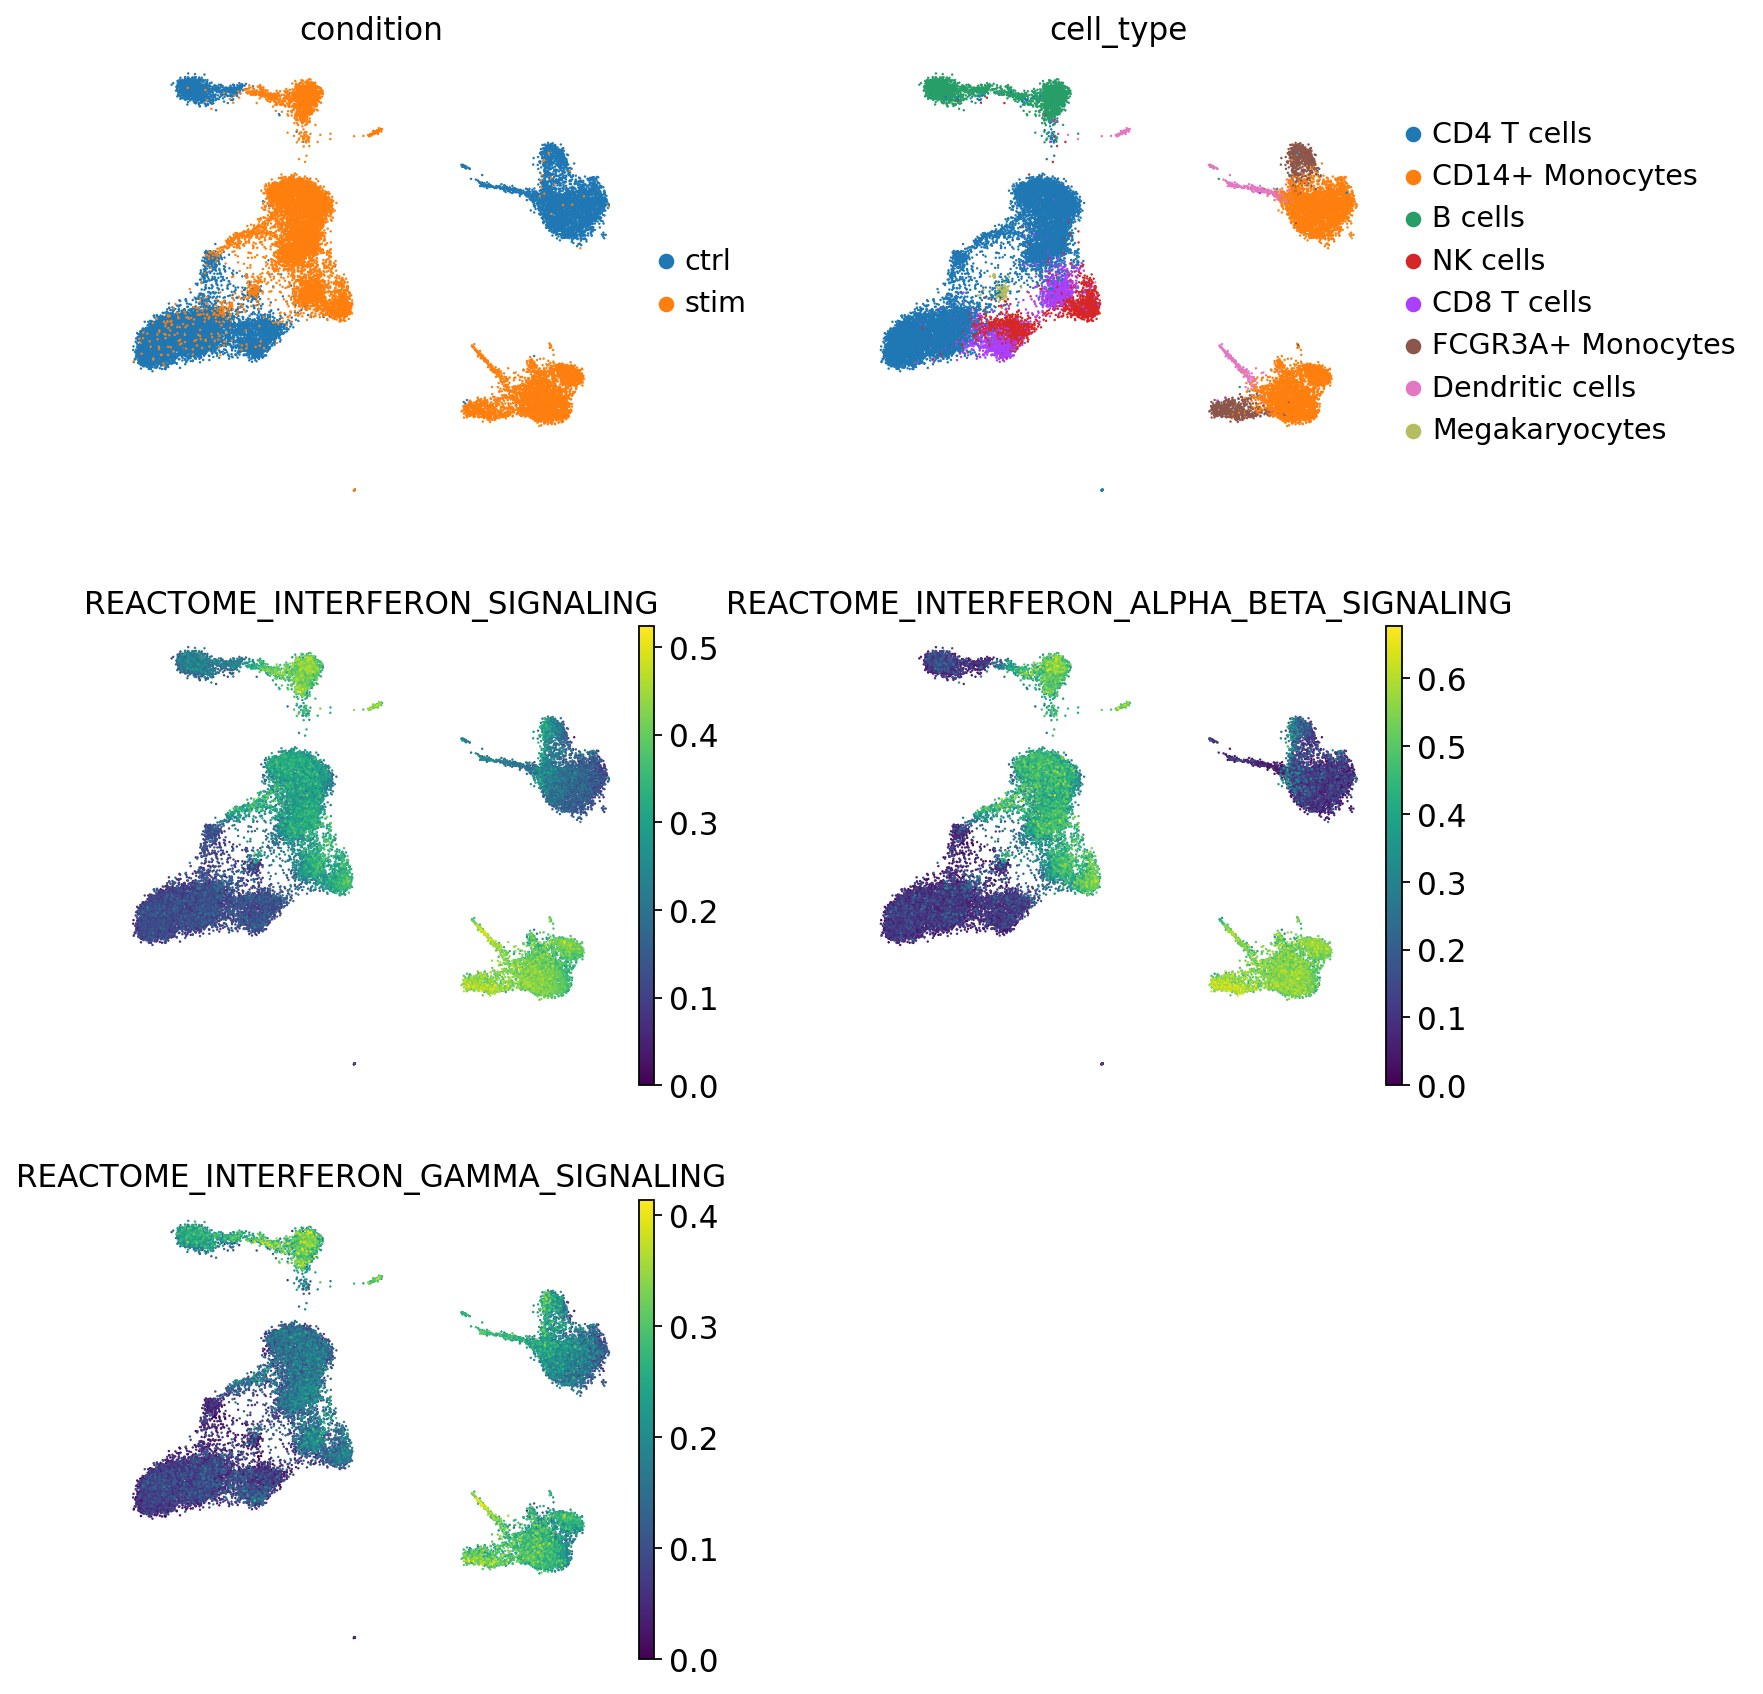 condition
ctrl
stim
cell_type
CD4 T cells
CD14+ Monocytes
B cells
NK cells
CD8 T cells
FCGR3A+ Monocytes
Dendritic cells
Megakaryocytes
REACTOME_INTERFERON_SIGNALING
0.5
0.4
0.3
0.2
0.1
0.0
REACTOME_INTERFERON_ALPHA_BETA_SIGNALING
0.6
0.5
0.4
0.3
0.2
0.1
0.0
REACTOME_INTERFERON_GAMMA_SIGNALING
0.4
0.3
0.2
0.1
0.0